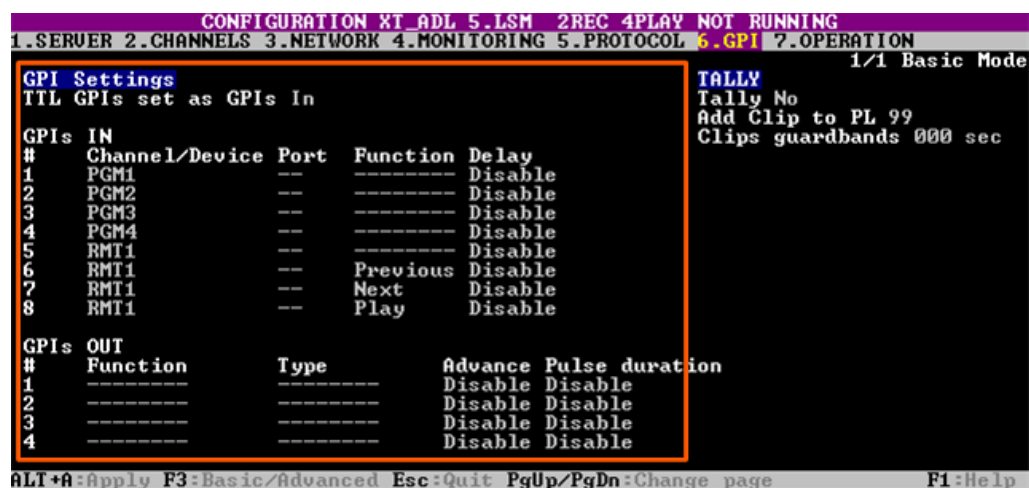 CONFIGURATION XT_ADL 5.LSM 2REC 4PLAY NOT RUNNING
1.SERVER 2.CHANNELS 3.NETWORK 4.MONITORING 5.PROTOCOL 6.GPI 7.OPERATION
1/1 Basic Mode
GPI Settings
TTL GPIs set as GPIs In
GPIs IN
# Channel/Device Port Function Delay
1 PGM1 -- -------- Disable
2 PGM2 -- -------- Disable
3 PGM3 -- -------- Disable
4 PGM4 -- -------- Disable
5 RMT1 -- -------- Disable
6 RMT1 -- Previous Disable
7 RMT1 -- Next Disable
8 RMT1 -- Play Disable
GPIs OUT
# Function Type Advance Pulse duration
1 -------- -------- Disable Disable
2 -------- -------- Disable Disable
3 -------- -------- Disable Disable
4 -------- -------- Disable Disable
TALLY
Tally No
Add Clip to PL 99
Clips guardbands 000 sec
ALT+A:Apply F3:Basic/Advanced Esc:Quit PgUp/PgDn:Change page F1:Help